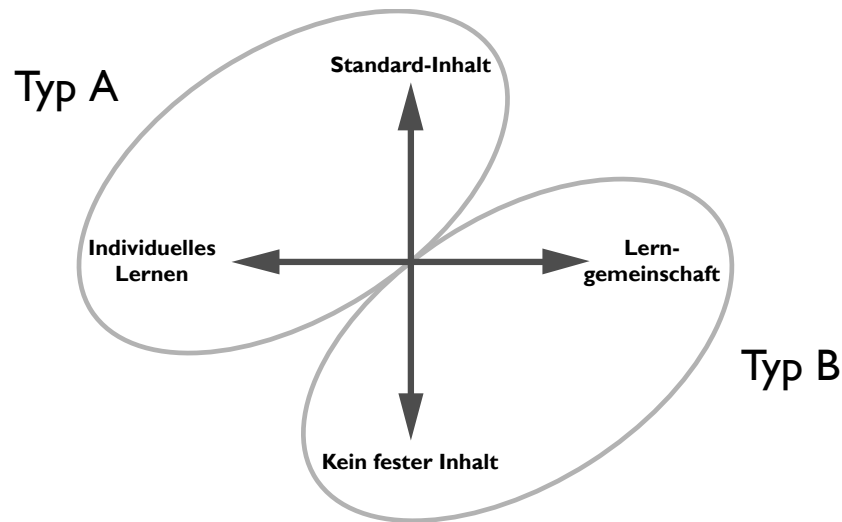 Standard-Inhalt
Typ A
Individuelles
Lernen
Lern-
gemeinschaft
Typ B
Kein fester Inhalt